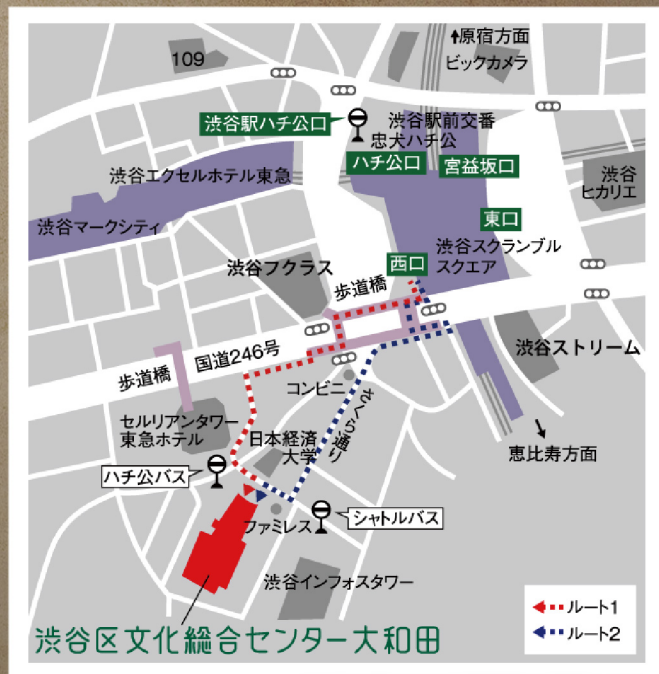 ↑原宿方面
109
ビックカメラ
渋谷駅ハチ公口
渋谷駅前交番
忠犬ハチ公
ハチ公口
宮益坂口
渋谷エクセルホテル東急
渋谷
ヒカリエ
渋谷マークシティ
東口
渋谷フクラス
西口
渋谷スクランブル
スクエア
歩道橋
国道246号
渋谷ストリーム
歩道橋
コンビニ
さくら通り
セルリアンタワー
東急ホテル
日本経済
大学
恵比寿方面
ハチ公バス
ファミレス
シャトルバス
渋谷インフォスタワー
ルート1
ルート2
渋谷区文化総合センター大和田